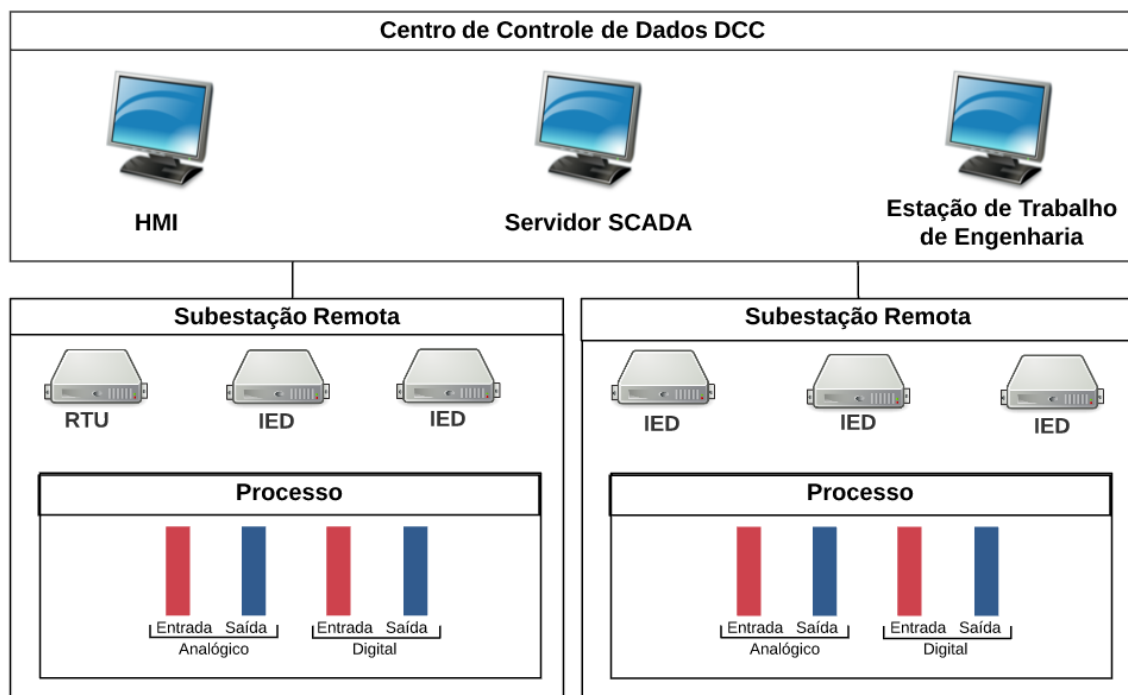 Centro de Controle de Dados DCC
HMI
Servidor SCADA
Estação de Trabalho
de Engenharia
Subestação Remota
RTU
IED
IED
Processo
Entrada
Saída
Entrada
Saída
Analógico
Digital
Subestação Remota
IED
IED
IED
Processo
Entrada
Saída
Entrada
Saída
Analógico
Digital